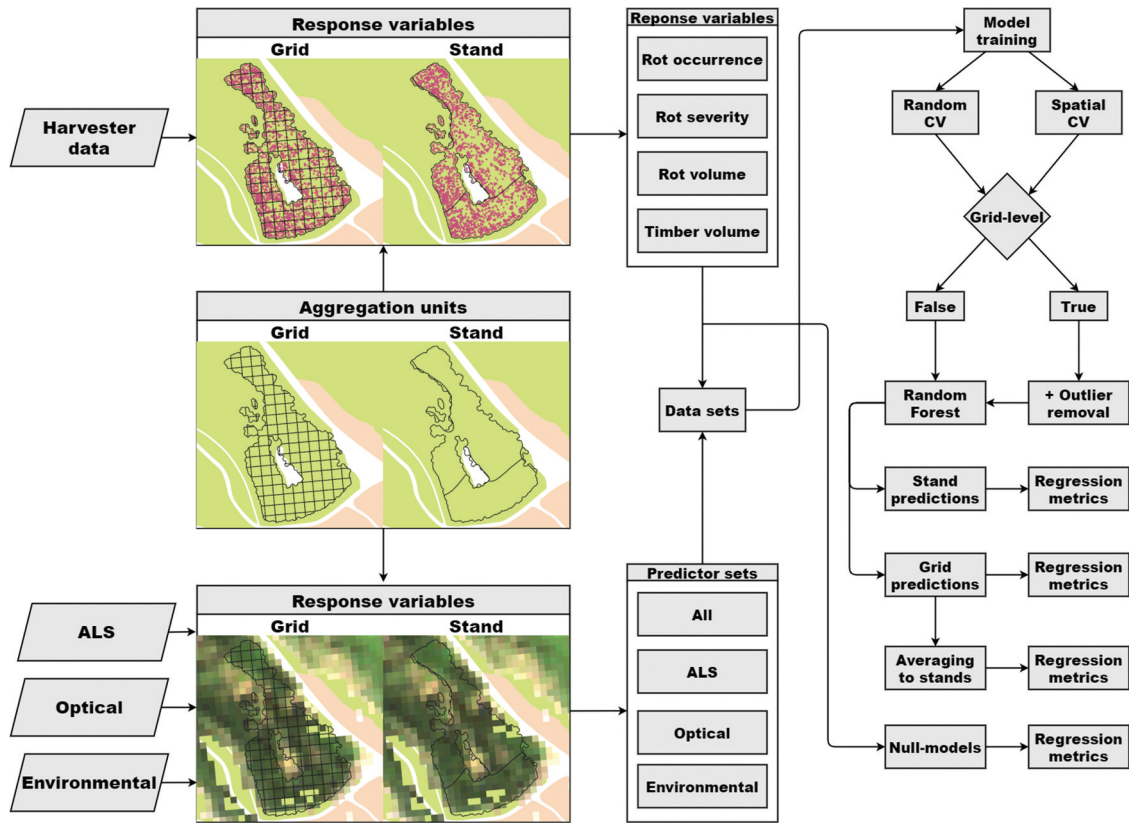 Harvester
data
Response variables
Grid
Stand
Aggregation units
Grid
Stand
ALS
Optical
Environmental
Response variables
Grid
Stand
Reponse variables
Rot occurrence
Rot severity
Rot volume
Timber volume
Data sets
Predictor sets
All
ALS
Optical
Environmental
Model
training
Random
CV
Spatial
CV
Grid-level
False
True
Random
Forest
+ Outlier
removal
Stand
predictions
Regression
metrics
Grid
predictions
Regression
metrics
Averaging
to stands
Regression
metrics
Null-models
Regression
metrics